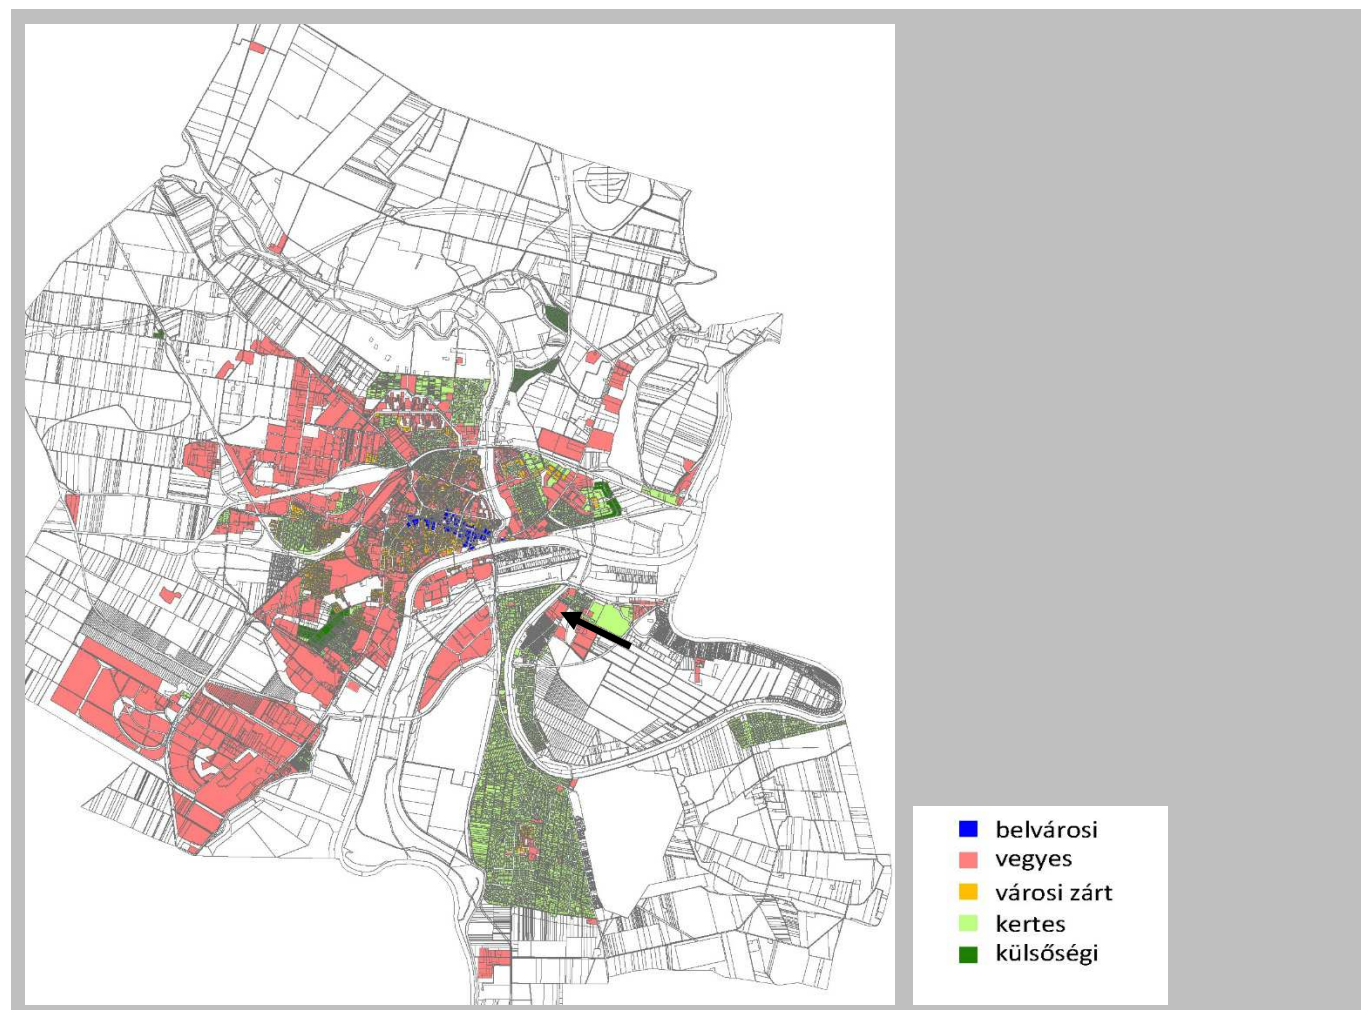 belvárosi
vegyes
városi zárt
kertes
külsőségi